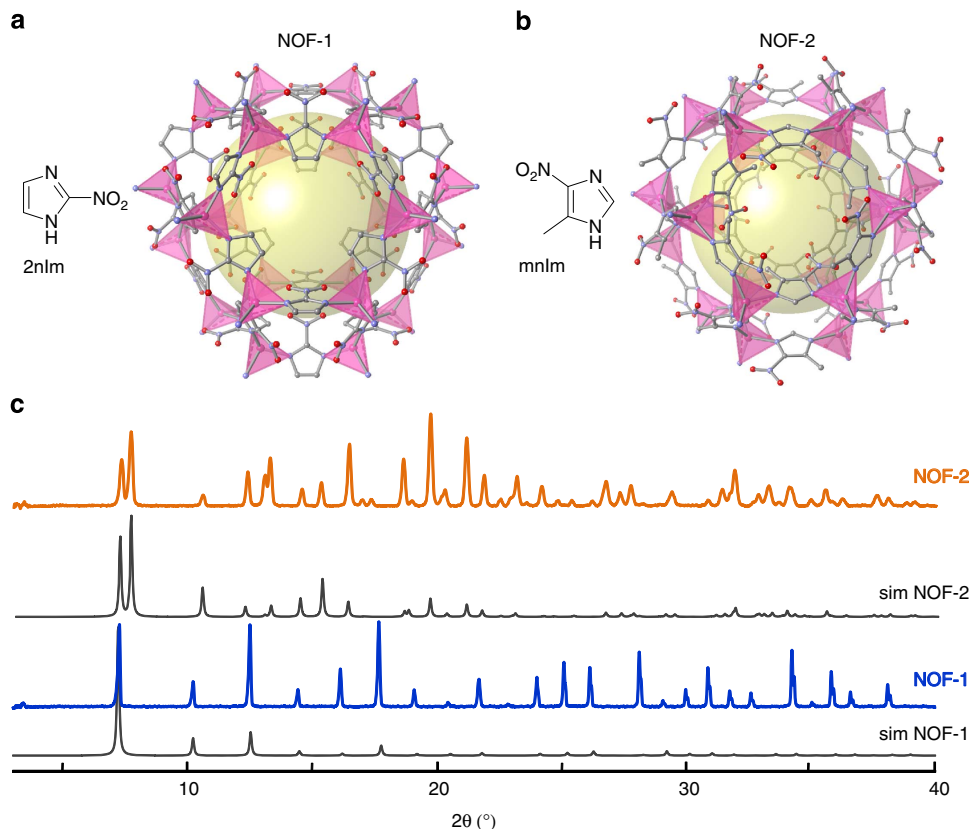 a
NOF-1
N
NO₂
N
H
2nIm
b
NOF-2
O₂N
N
N
H
mnIm
c
NOF-2
sim NOF-2
NOF-1
sim NOF-1
10
20
30
40
2θ (°)